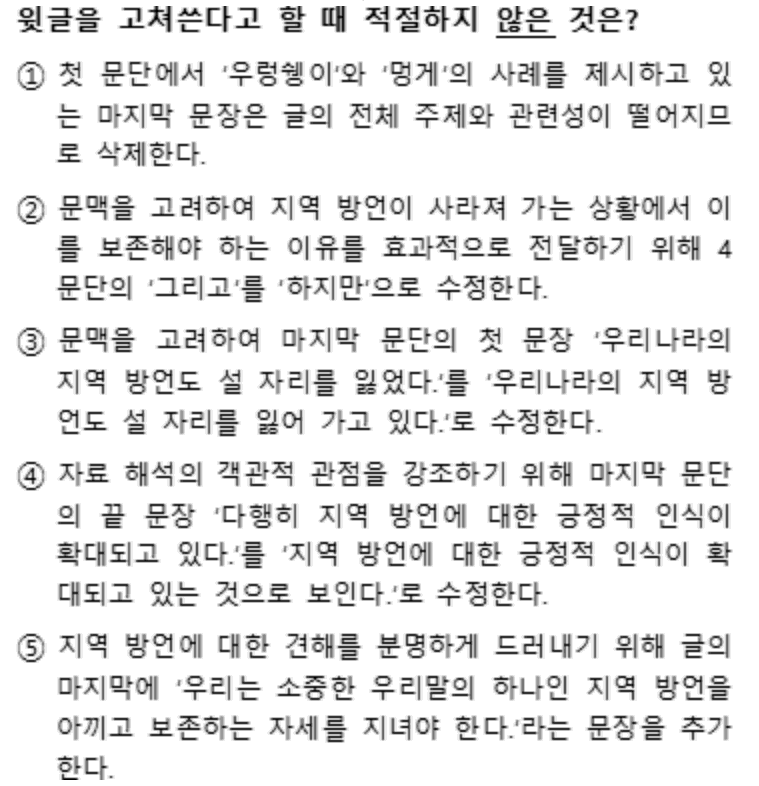 윗글을 고쳐쓴다고 할 때 적절하지 않은 것은?
① 첫 문단에서 '우렁쉥이'와 '멍게'의 사례를 제시하고 있
는 마지막 문장은 글의 전체 주제와 관련성이 떨어지므
로 삭제한다.
② 문맥을 고려하여 지역 방언이 사라져 가는 상황에서 이
를 보존해야 하는 이유를 효과적으로 전달하기 위해 4
문단의 '그리고'를 '하지만'으로 수정한다.
③ 문맥을 고려하여 마지막 문단의 첫 문장 '우리나라의
지역 방언도 설 자리를 잃었다.'를 '우리나라의 지역 방
언도 설 자리를 잃어 가고 있다.'로 수정한다.
④ 자료 해석의 객관적 관점을 강조하기 위해 마지막 문단
의 끝 문장 '다행히 지역 방언에 대한 긍정적 인식이
확대되고 있다.'를 '지역 방언에 대한 긍정적 인식이 확
대되고 있는 것으로 보인다.'로 수정한다.
⑤ 지역 방언에 대한 견해를 분명하게 드러내기 위해 글의
마지막에 '우리는 소중한 우리말의 하나인 지역 방언을
아끼고 보존하는 자세를 지녀야 한다.'라는 문장을 추가
한다.